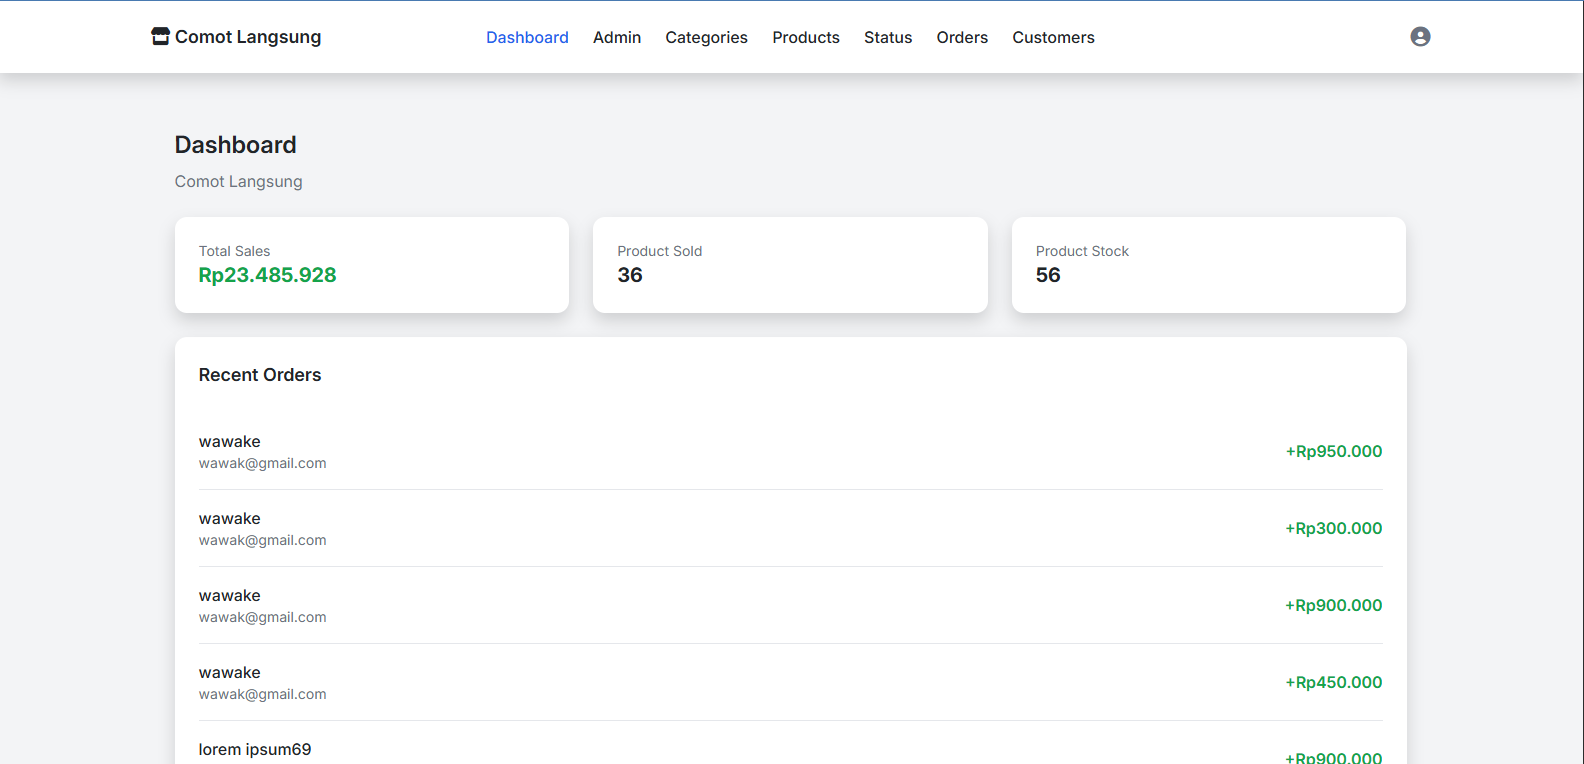 Comot Langsung
Dashboard Admin Categories Products Status Orders Customers
Dashboard
Comot Langsung
Total Sales
Rp23.485.928
Product Sold
36
Product Stock
56
Recent Orders
wawake
wawak@gmail.com
+Rp950.000
wawake
wawak@gmail.com
+Rp300.000
wawake
wawak@gmail.com
+Rp900.000
wawake
wawak@gmail.com
+Rp450.000
lorem ipsum69
+Rp900.000